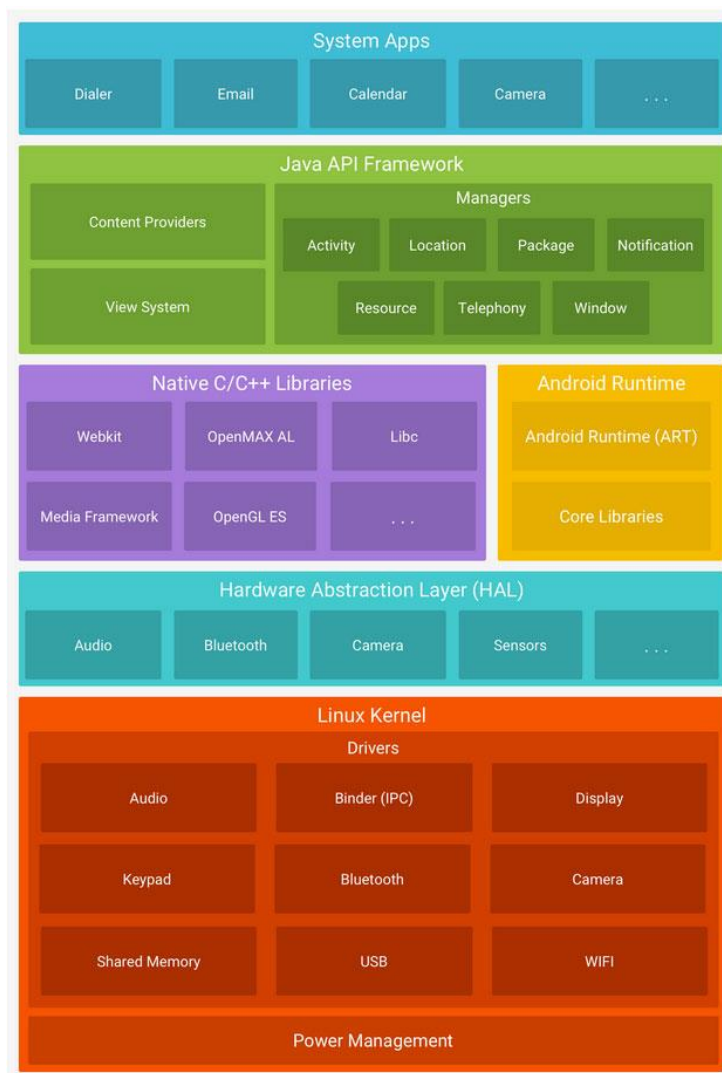 System Apps
Dialer
Email
Calendar
Camera
. . .
Java API Framework
Content Providers
View System
Managers
Activity
Location
Package
Notification
Resource
Telephony
Window
Native C/C++ Libraries
Webkit
OpenMAX AL
Libc
Media Framework
OpenGL ES
. . .
Android Runtime
Android Runtime (ART)
Core Libraries
Hardware Abstraction Layer (HAL)
Audio
Bluetooth
Camera
Sensors
. . .
Linux Kernel
Drivers
Audio
Binder (IPC)
Display
Keypad
Bluetooth
Camera
Shared Memory
USB
WIFI
Power Management